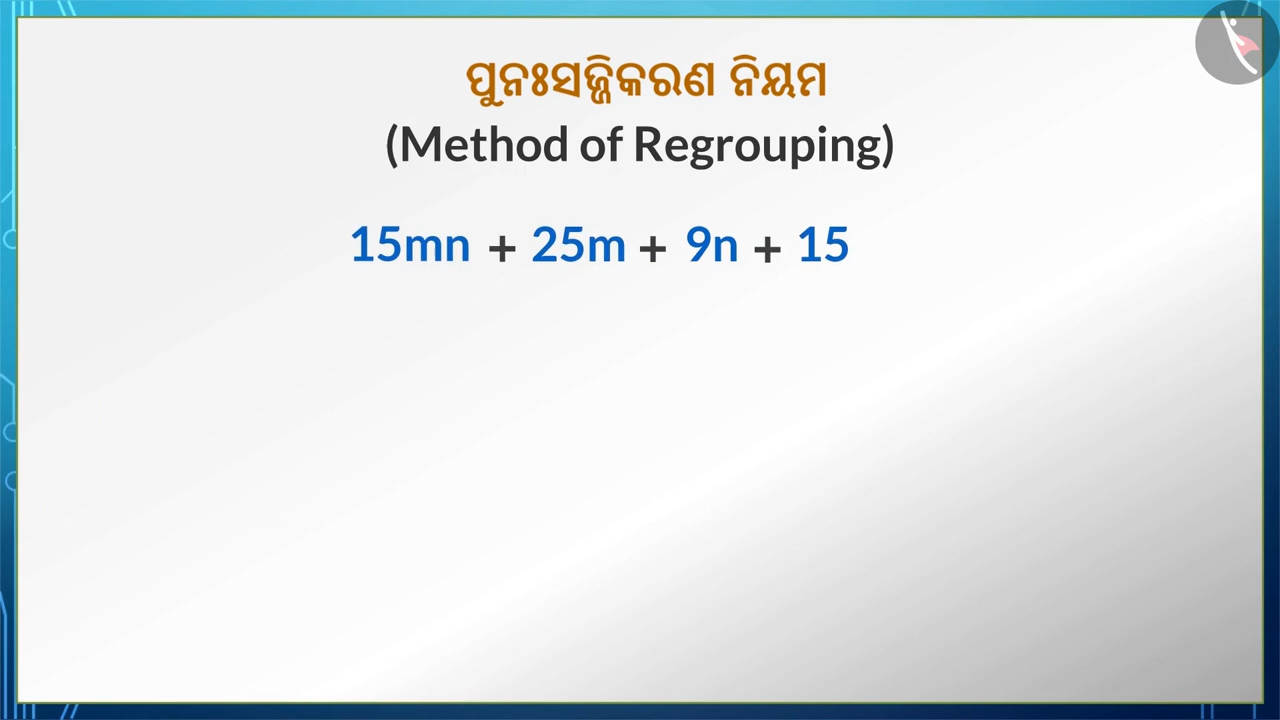 ପୁନଃସଜ୍ଜିକରଣ ନିୟମ
(Method of Regrouping)
15mn + 25m + 9n + 15